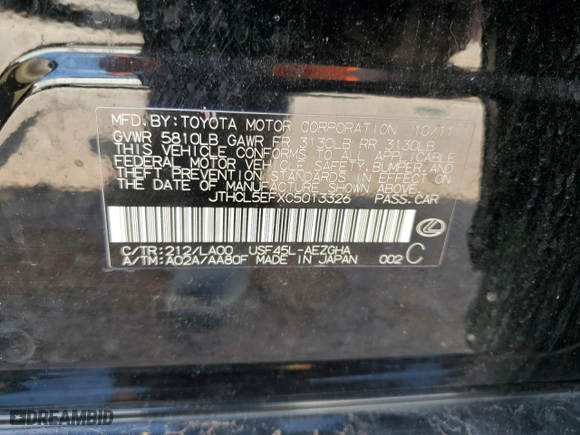 MFD.BY:TOYOTA MOTOR CORPORATION 10/11
GVWR 5810LB GAWR FR 3130LB RR 3130LB
THIS VEHICLE CONFORMS TO ALL APPLICABLE
FEDERAL MOTOR VEHICLE SAFETY,BUMPER,AND
THEFT PREVENTION STANDARDS IN EFFECT ON
THE DATE OF MANUFACTURE SHOWN ABOVE.
JTHCL5EFXC5013326 PASS.CAR
C/TR:212/LA00 USF45L-AEZGHA
A/TM:A02A/AA80F MADE IN JAPAN 002 C
© DREAMBID